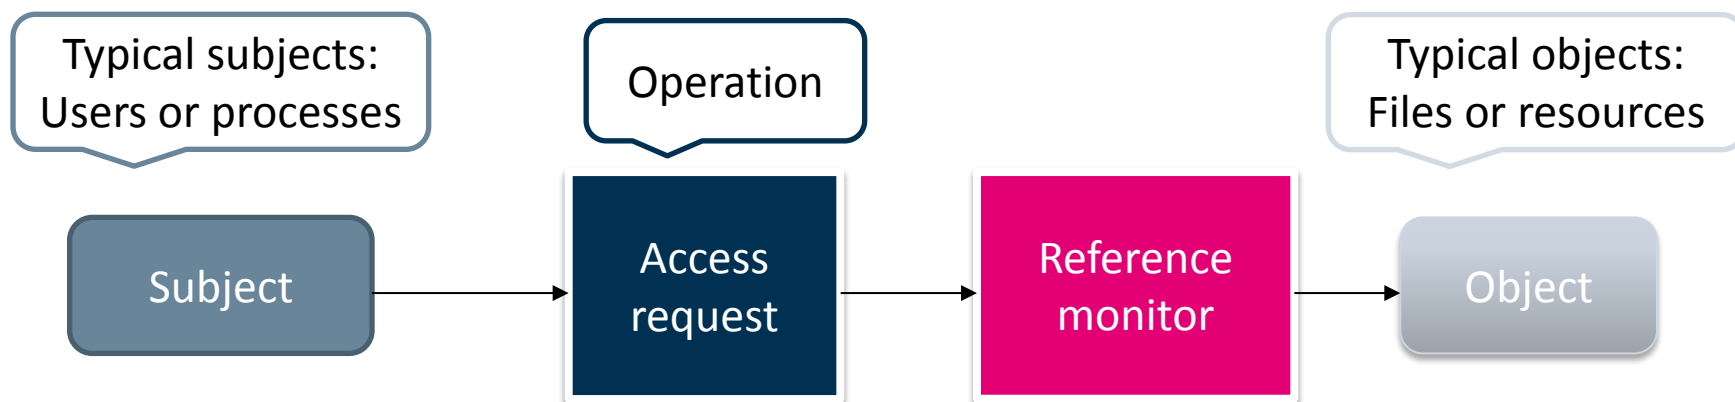 Typical subjects:
Users or processes
Operation
Typical objects:
Files or resources
Subject
Access
request
Reference
monitor
Object